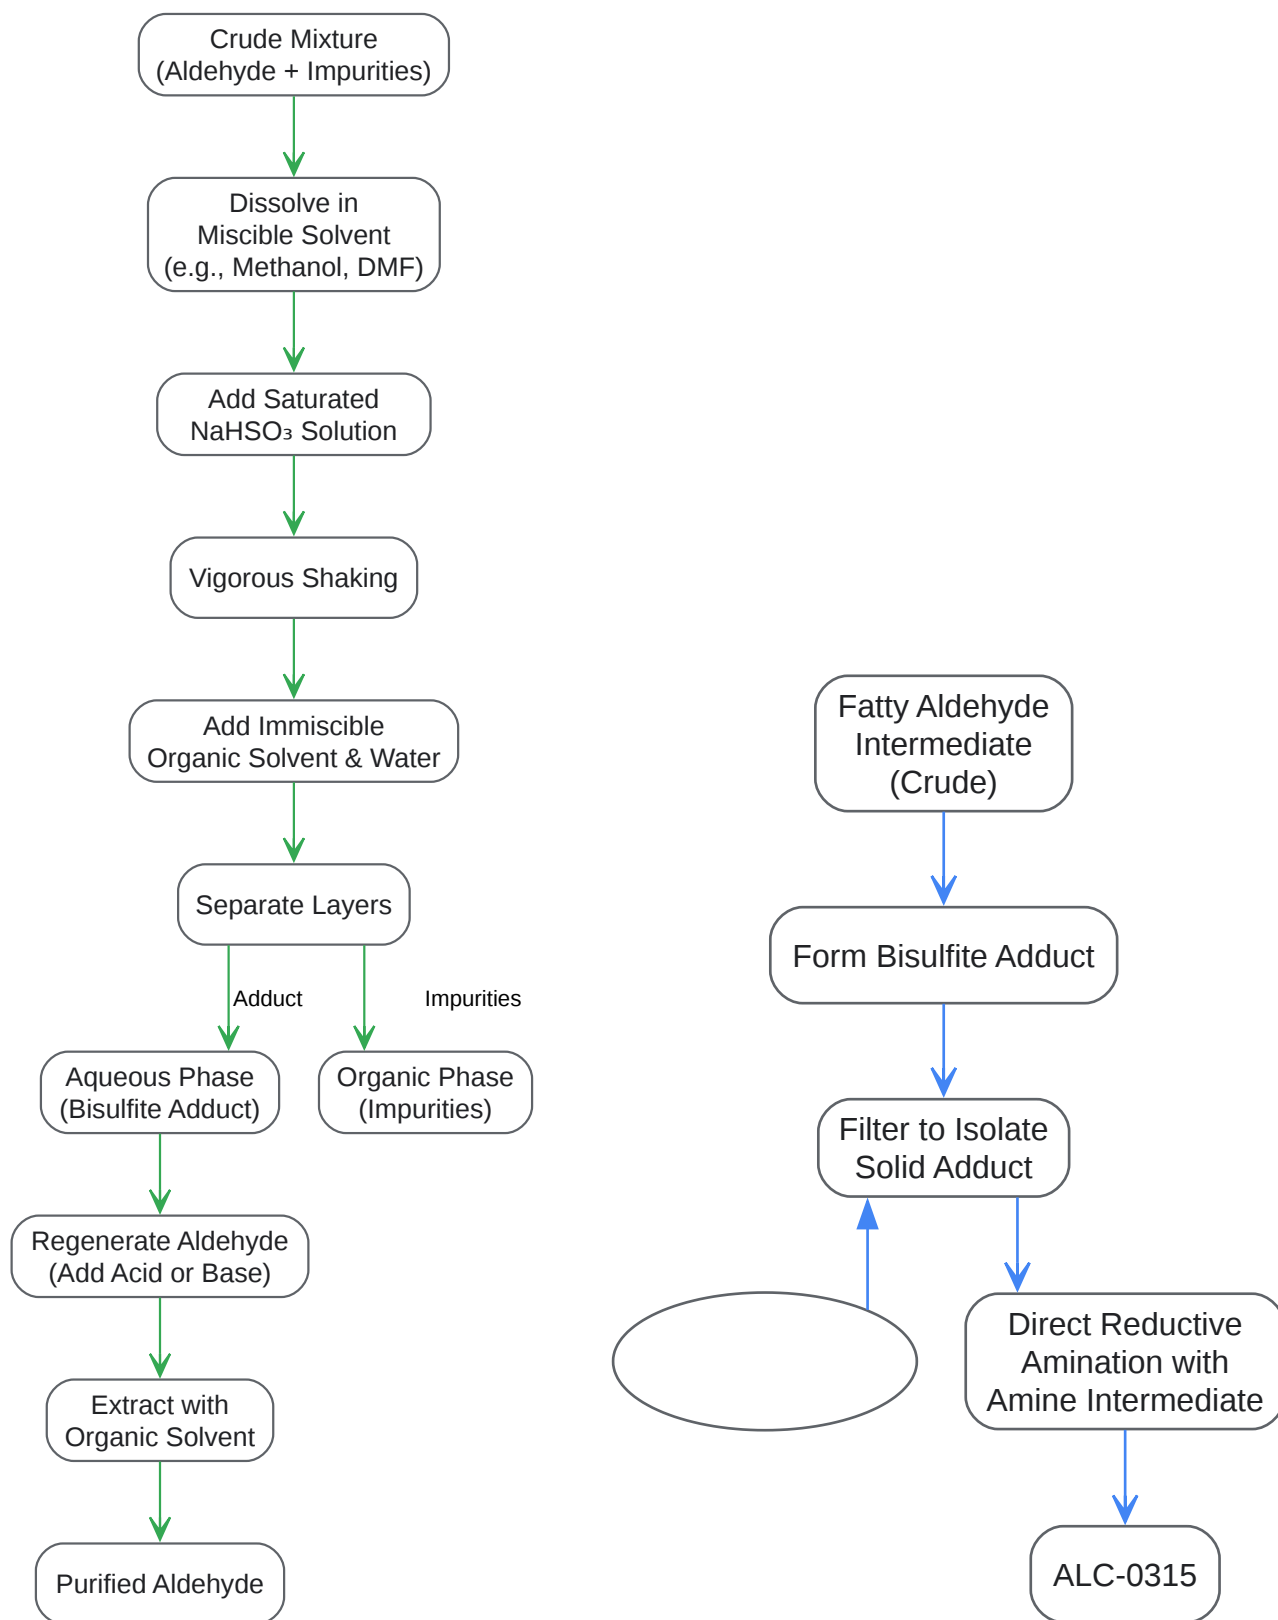 Crude Mixture
(Aldehyde + Impurities)
Dissolve in
Miscible Solvent
(e.g., Methanol, DMF)
Add Saturated
NaHSO₃ Solution
Vigorous Shaking
Add Immiscible
Organic Solvent & Water
Separate Layers
Adduct
Impurities
Aqueous Phase
(Bisulfite Adduct)
Organic Phase
(Impurities)
Regenerate Aldehyde
(Add Acid or Base)
Extract with
Organic Solvent
Purified Aldehyde
Fatty Aldehyde
Intermediate
(Crude)
Form Bisulfite Adduct
Filter to Isolate
Solid Adduct
Direct Reductive
Amination with
Amine Intermediate
ALC-0315